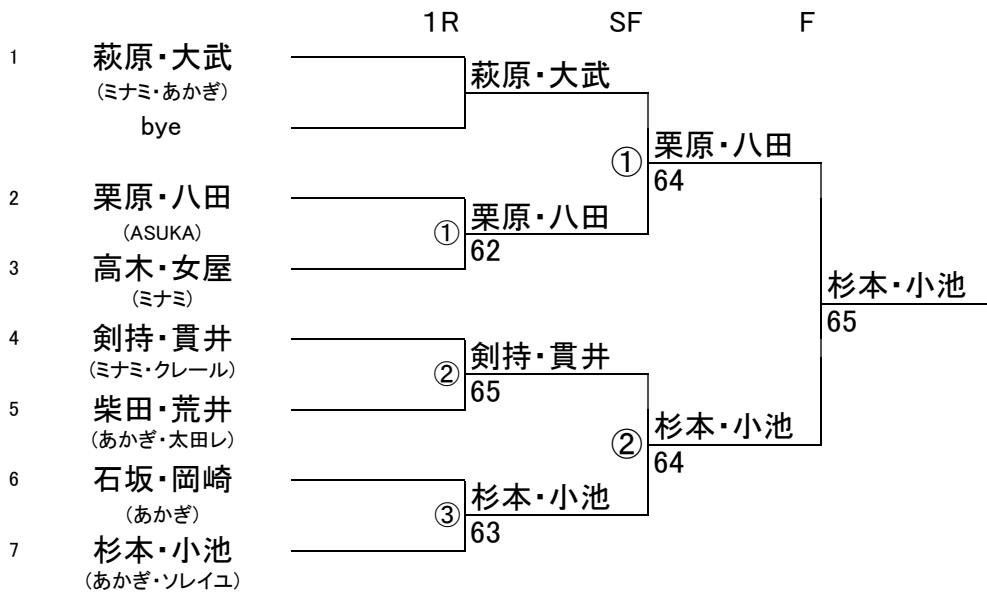 1R SF F
1 萩原・大武
(ミナミ・あかぎ)
萩原・大武
bye
① 栗原・八田
64
2 栗原・八田
(ASUKA)
① 栗原・八田
62
3 高木・女屋
(ミナミ)
杉本・小池
65
4 剣持・貫井
(ミナミ・クレール)
② 剣持・貫井
65
5 柴田・荒井
(あかぎ・太田レ)
② 杉本・小池
64
6 石坂・岡崎
(あかぎ)
③ 杉本・小池
63
7 杉本・小池
(あかぎ・ソレイユ)